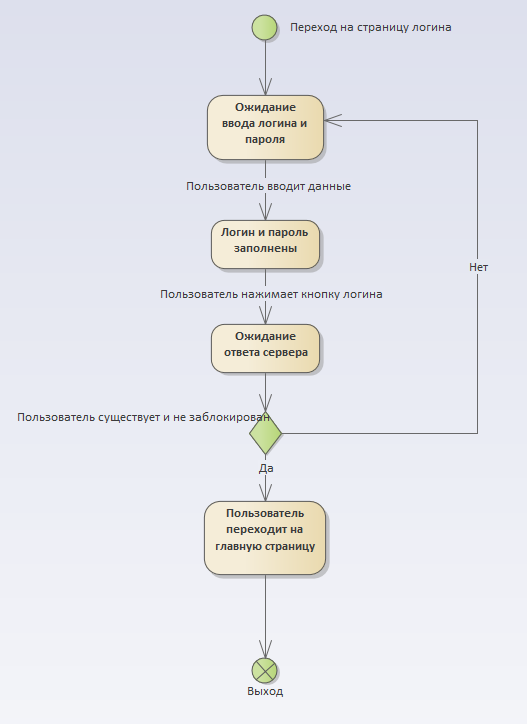 Переход на страницу логина
Ожидание
ввода логина и
пароля
Пользователь вводит данные
Логин и пароль
заполнены
Нет
Пользователь нажимает кнопку логина
Ожидание
ответа сервера
Пользователь существует и не заблокирован
Да
Пользователь
переходит на
главную страницу
Выход